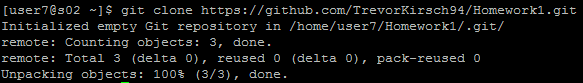 [user7@s02 ~]$ git clone https://github.com/TrevorKirsch94/Homework1.git
Initialized empty Git repository in /home/user7/Homework1/.git/
remote: Counting objects: 3, done.
remote: Total 3 (delta 0), reused 0 (delta 0), pack-reused 0
Unpacking objects: 100% (3/3), done.